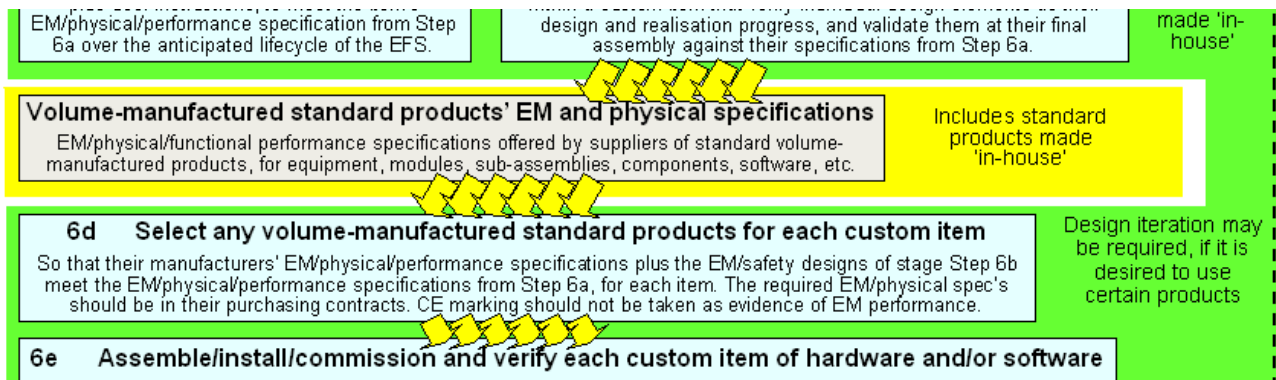 EM/physical/performance specification from Step
6a over the anticipated lifecycle of the EFS.
design and realisation progress, and validate them at their final
assembly against their specifications from Step 6a.
made 'in-
house'
Volume-manufactured standard products' EM and physical specifications
EM/physical/functional performance specifications offered by suppliers of standard volume-
manufactured products, for equipment, modules, sub-assemblies, components, software, etc.
Includes standard
products made
'in-house'
6d Select any volume-manufactured standard products for each custom item
So that their manufacturers' EM/physical/performance specifications plus the EM/safety designs of stage Step 6b
meet the EM/physical/performance specifications from Step 6a, for each item. The required EM/physical spec's
should be in their purchasing contracts. CE marking should not be taken as evidence of EM performance.
Design iteration may
be required, if it is
desired to use
certain products
6e Assemble/install/commission and verify each custom item of hardware and/or software